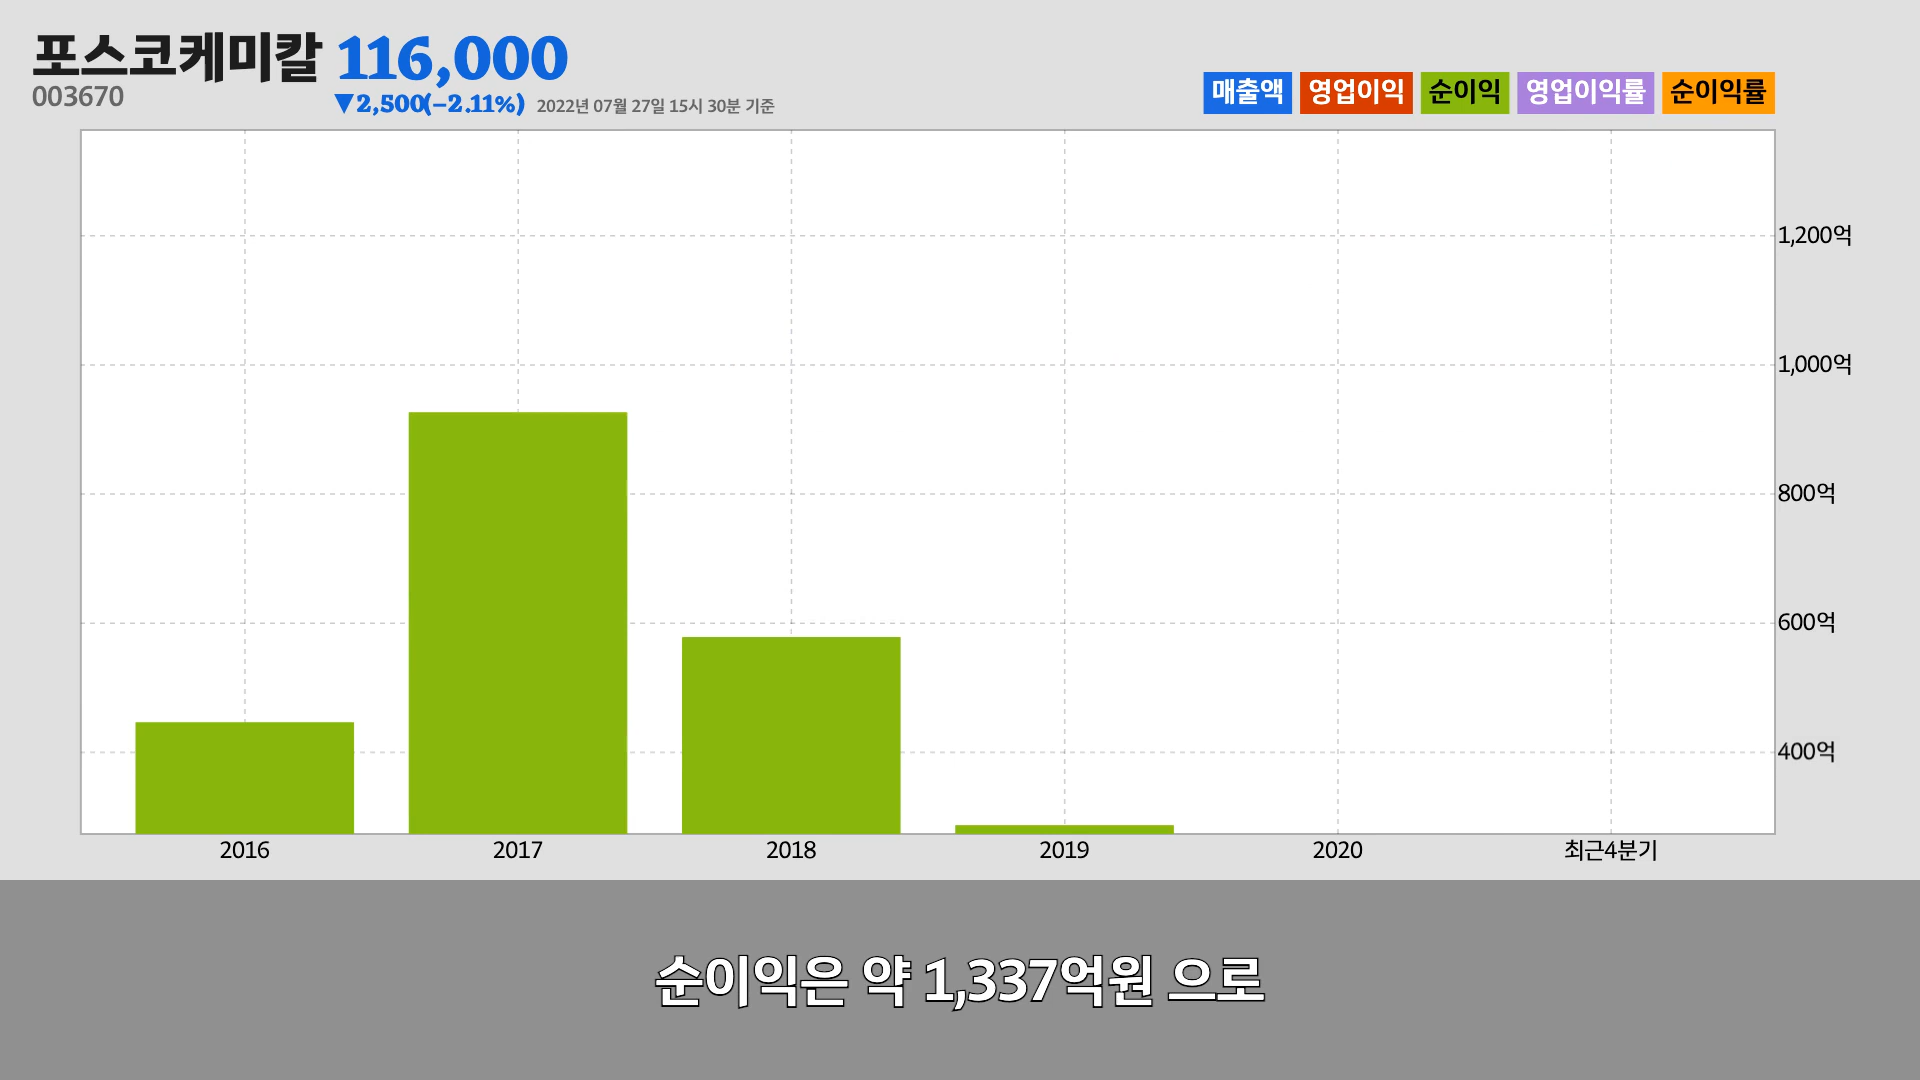 포스코케미칼 116,000
003670
▼2,500(-2.11%) 2022년 07월 27일 15시 30분 기준
매출액 영업이익 순이익 영업이익률 순이익률
1,200억
1,000억
800억
600억
400억
2016 2017 2018 2019 2020 최근4분기
순이익은 약 1,337억원 으로